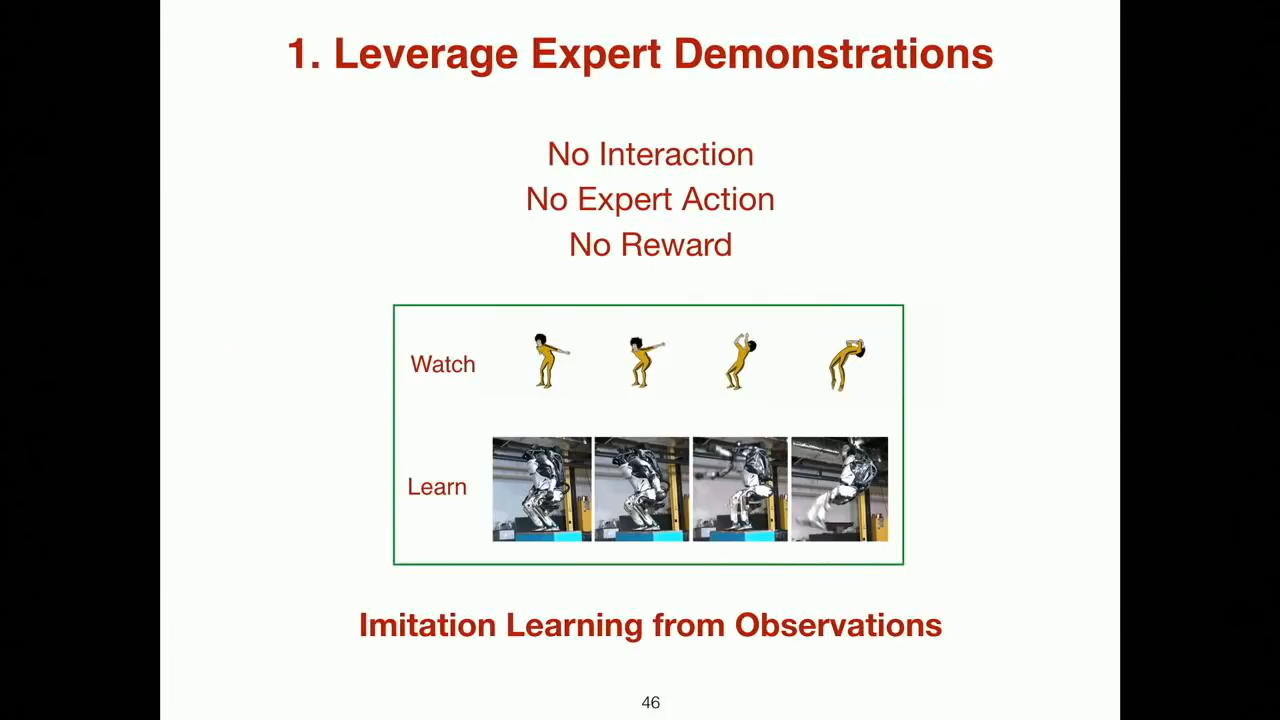 1. Leverage Expert Demonstrations
No Interaction
No Expert Action
No Reward
Watch
Learn
Imitation Learning from Observations
46